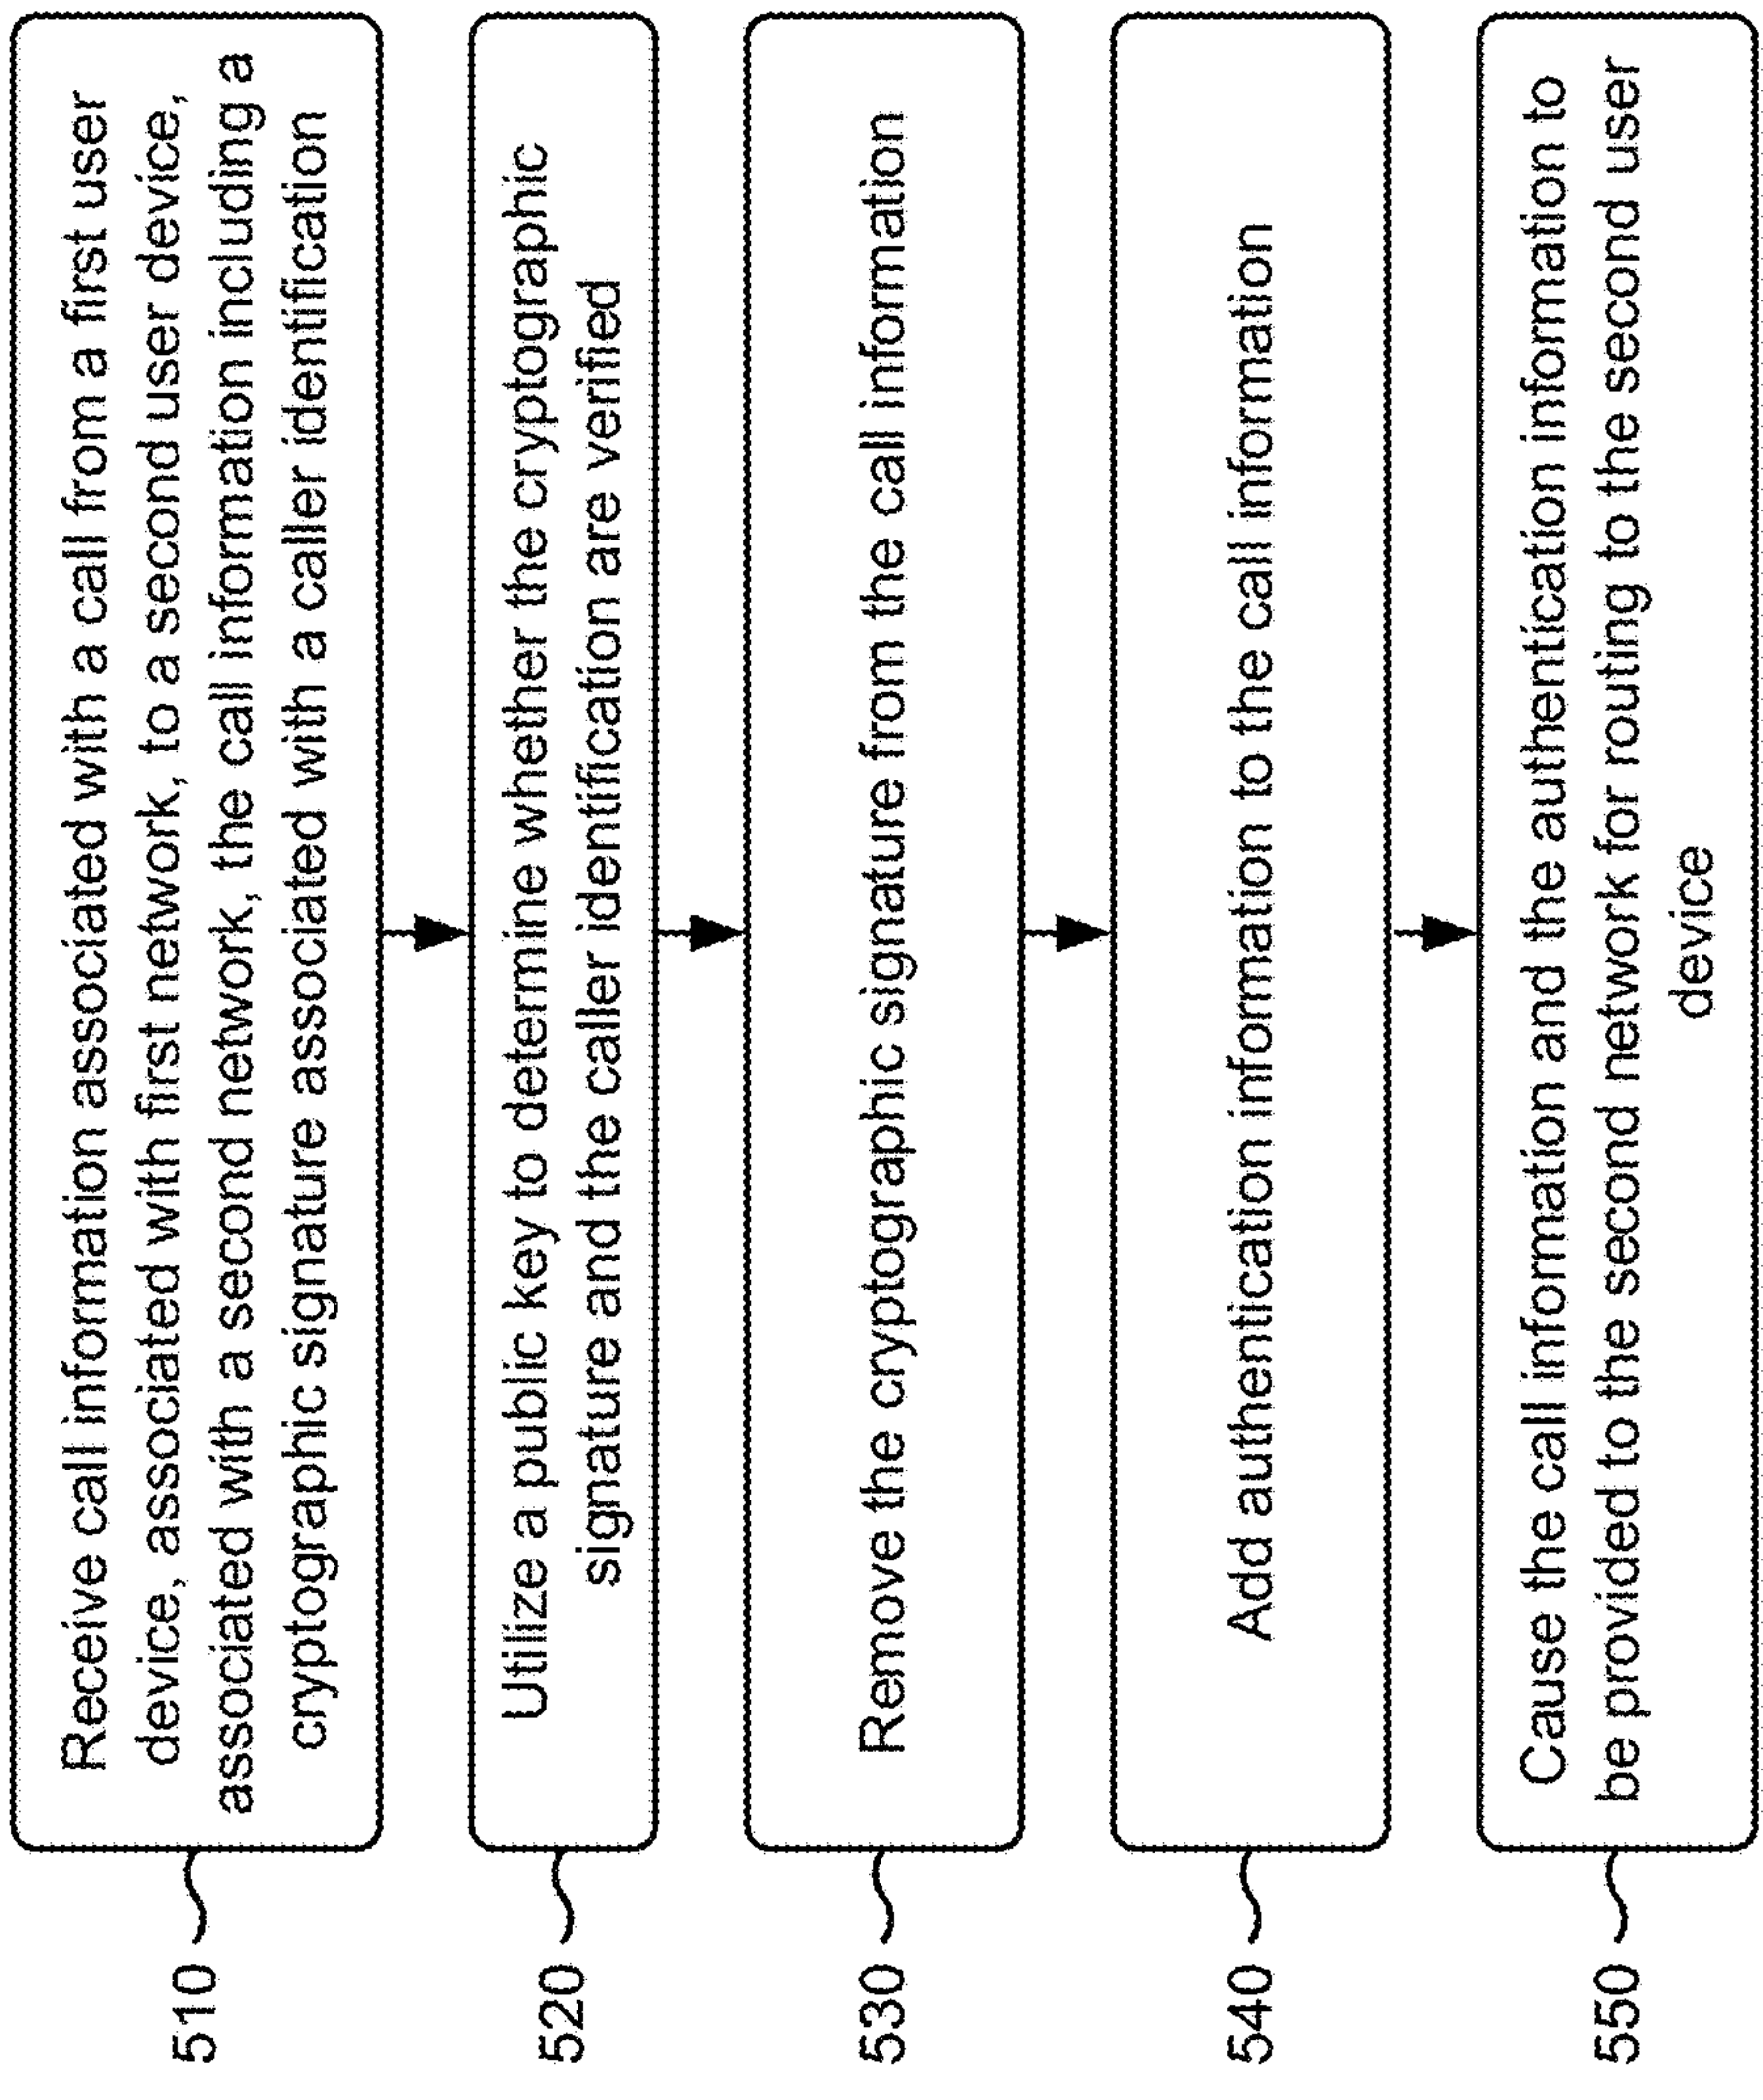 510
Receive call information associated with a call from a first user
device, associated with first network, to a second user device,
associated with a second network, the call information including a
cryptographic signature associated with a caller identification
520
Utilize a public key to determine whether the cryptographic
signature and the caller identification are verified
530
Remove the cryptographic signature from the call information
540
Add authentication information to the call information
550
Cause the call information and the authentication information to
be provided to the second network for routing to the second user
device